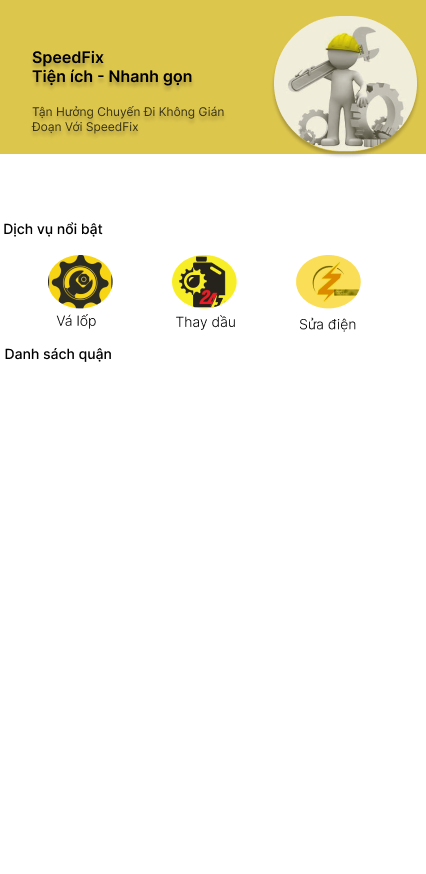 SpeedFix
Tiện ích - Nhanh gọn
Tận Hưởng Chuyến Đi Không Gián
Đoạn Với SpeedFix
Dịch vụ nổi bật
24
Vá lốp
Thay dầu
Sửa điện
Danh sách quận